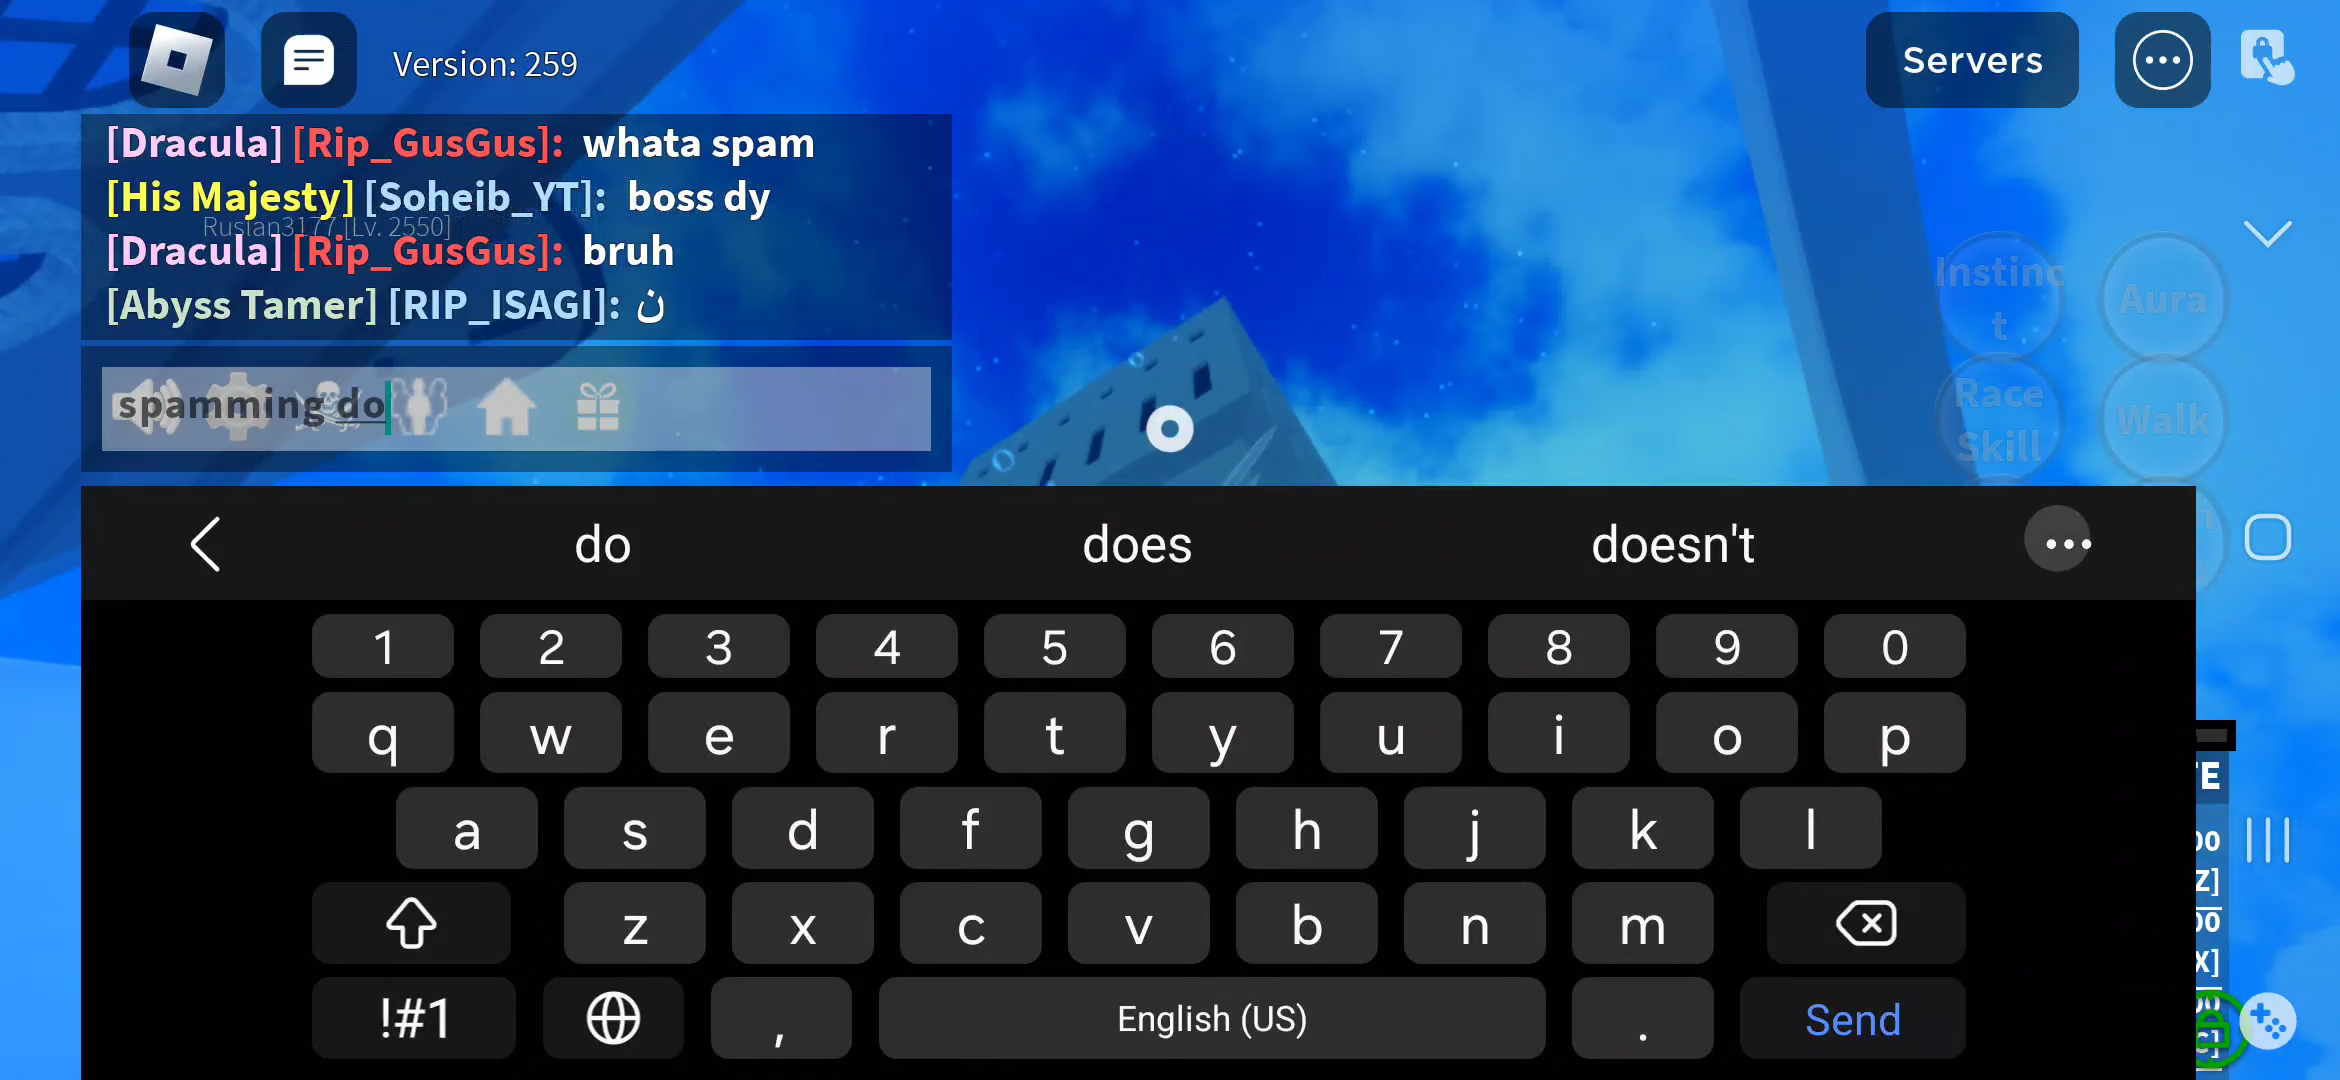 Version: 259
Servers
[Dracula] [Rip_GusGus]: whata spam
[His Majesty] [Soheib_YT]: boss dy
Ruslan3177 [Lv. 2550]
[Dracula] [Rip_GusGus]: bruh
[Abyss Tamer] [RIP_ISAGI]: ن
Instinc
t
Aura
spamming do
Race
Skill
Walk
do does doesn't
1 2 3 4 5 6 7 8 9 0
q w e r t y u i o p
a s d f g h j k l
z x c v b n m
!#1 , English (US) . Send
Z]
X]
C]